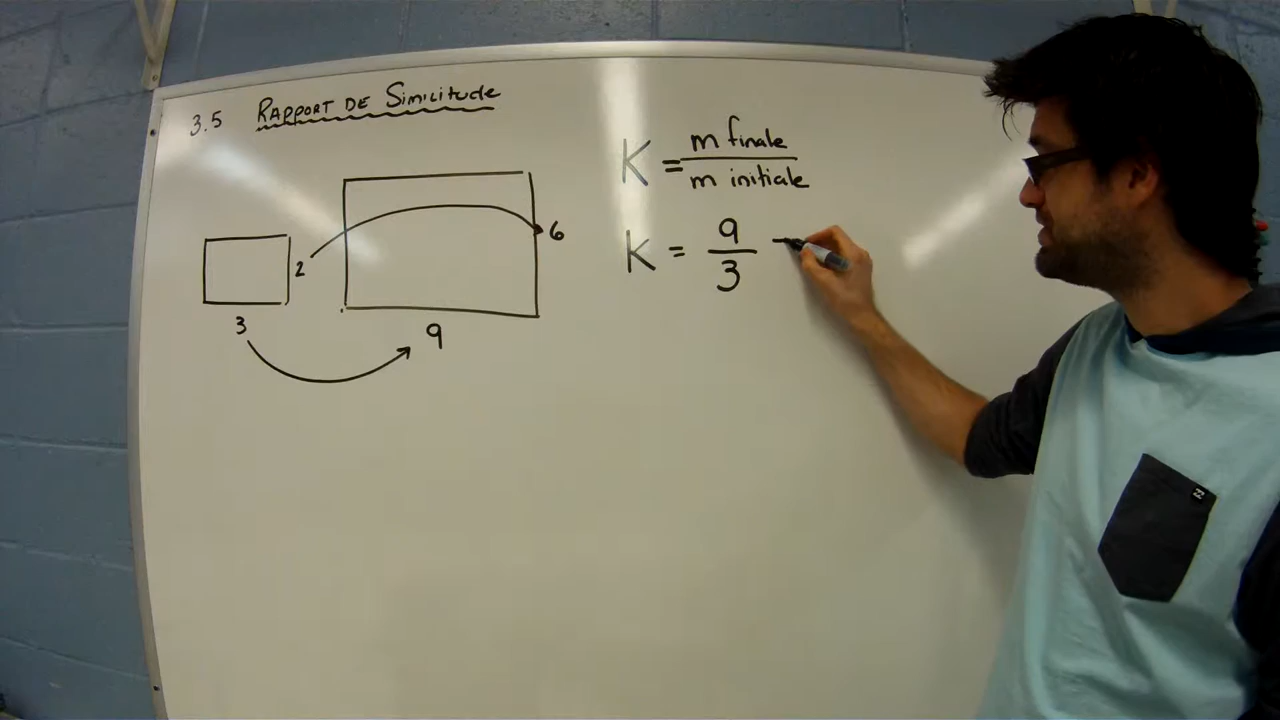 3.5 RAPPORT DE SIMILITUDE
K = m finale / m initiale
2
6
K = 9 / 3 -
3
9